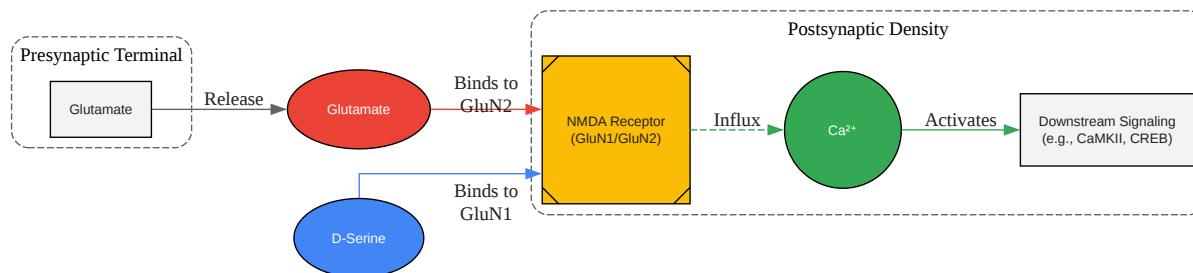 Postsynaptic Density
Presynaptic Terminal
Glutamate
Release
Glutamate
Binds to
GluN2
NMDA Receptor
(GluN1/GluN2)
Influx
Ca²⁺
Activates
Downstream Signaling
(e.g., CaMKII, CREB)
Binds to
GluN1
D-Serine